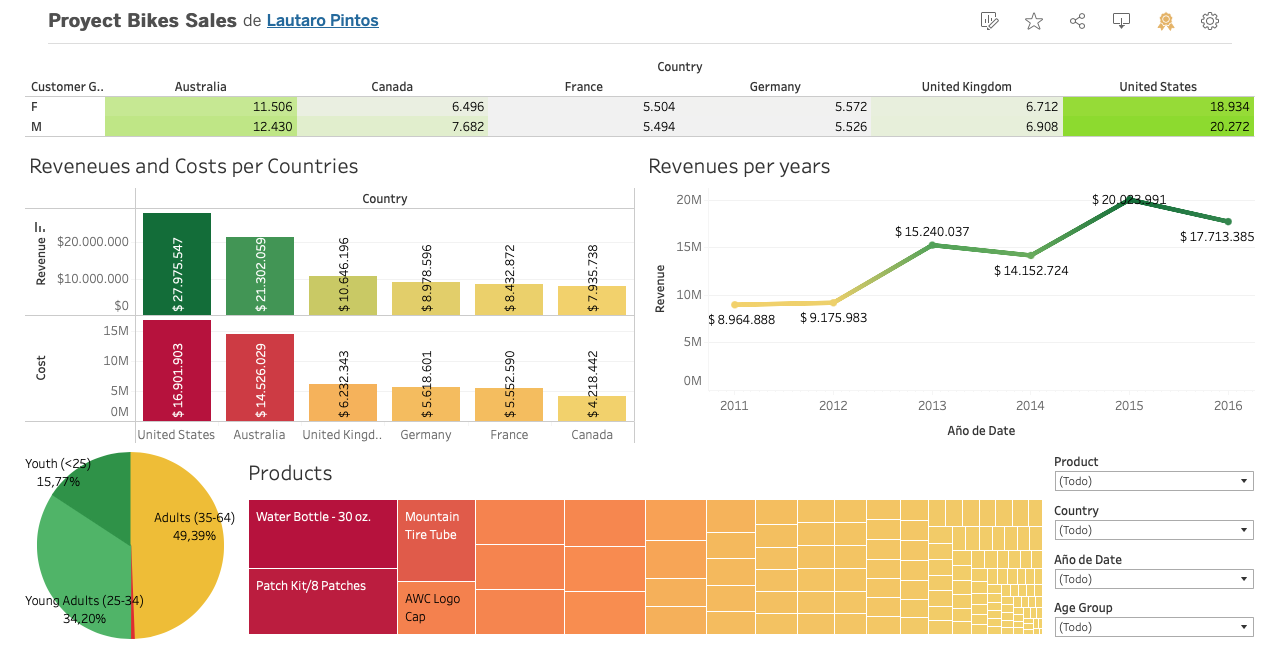 Proyect Bikes Sales de Lautaro Pintos
Country
Customer G.. Australia Canada France Germany United Kingdom United States
F 11.506 6.496 5.504 5.572 6.712 18.934
M 12.430 7.682 5.494 5.526 6.908 20.272
Reveneues and Costs per Countries
Country
Revenue
$20.000.000
$10.000.000
$0
$ 27.975.547
$ 21.302.059
$ 10.646.196
$ 8.978.596
$ 8.432.872
$ 7.935.738
Cost
15M
10M
5M
0M
$ 16.901.903
$ 14.526.029
$ 6.232.343
$ 5.618.601
$ 5.552.590
$ 4.218.442
United States Australia United Kingd.. Germany France Canada
Revenues per years
Revenue
20M
15M
10M
5M
0M
$ 8.964.888
$ 9.175.983
$ 15.240.037
$ 14.152.724
$ 20.023.991
$ 17.713.385
2011 2012 2013 2014 2015 2016
Año de Date
Youth (<25)
15,77%
Adults (35-64)
49,39%
Young Adults (25-34)
34,20%
Products
Water Bottle - 30 oz.
Patch Kit/8 Patches
Mountain
Tire Tube
AWC Logo
Cap
Product
(Todo)
Country
(Todo)
Año de Date
(Todo)
Age Group
(Todo)